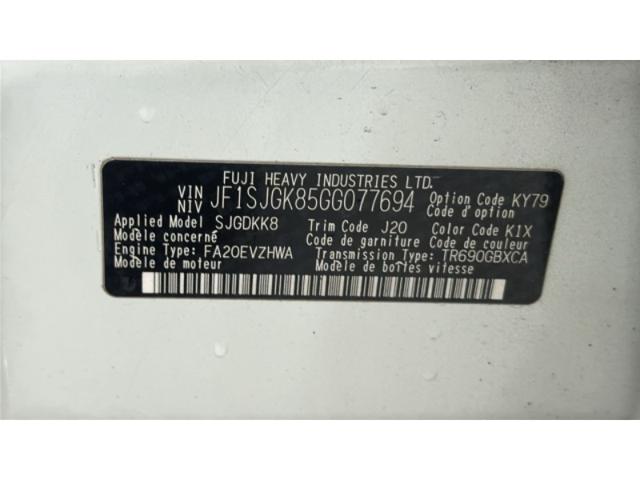 FUJI HEAVY INDUSTRIES LTD.
VIN NIV JF1SJGK85GG077694 Option Code KY79
Code d'option
Applied Model SJGDKK8 Trim Code J20 Color Code K1X
Modèle concerné Code de garniture Code de couleur
Engine Type: FA20EVZHWA Transmission Type: TR690GBXCA
Modèle de moteur Modèle de boîtes vitesse